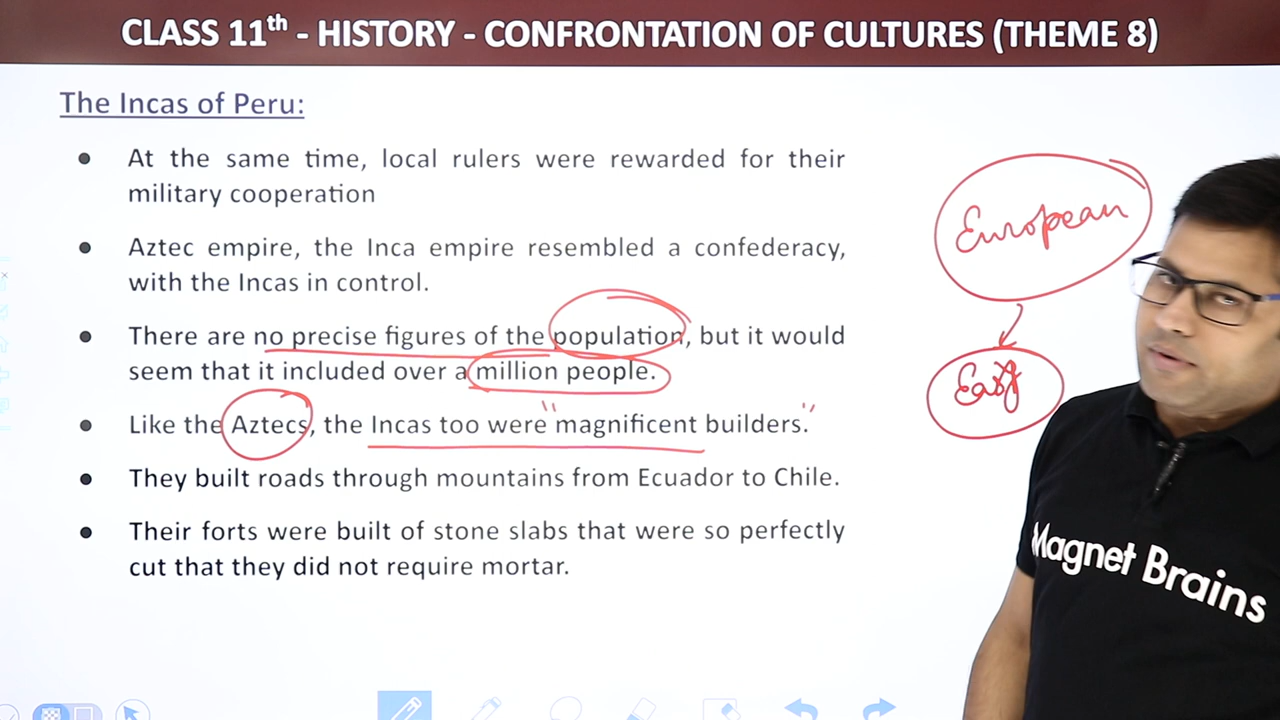 CLASS 11th - HISTORY - CONFRONTATION OF CULTURES (THEME 8)
The Incas of Peru:
• At the same time, local rulers were rewarded for their
military cooperation
• Aztec empire, the Inca empire resembled a confederacy,
with the Incas in control.
• There are no precise figures of the population, but it would
seem that it included over a million people.
• Like the Aztecs, the Incas too were "magnificent builders."
• They built roads through mountains from Ecuador to Chile.
• Their forts were built of stone slabs that were so perfectly
cut that they did not require mortar.
European
East
Magnet Brains